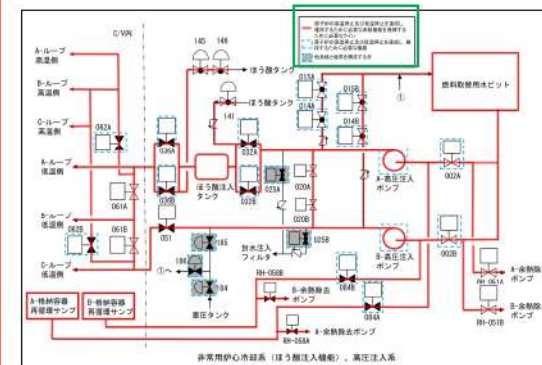 C/V内
A-ループ
高温側
B-ループ
高温側
C-ループ
高温側
A-ループ
低温側
B-ループ
低温側
C-ループ
低温側
A-格納容器
再循環サンプ
B-格納容器
再循環サンプ
062A
061A
062B
061B
036A
036B
051
145
146
ほう酸タンク
141
ほう酸タンク
ほう酸注入
タンク
032A
032B
023A
020A
020B
025B
封水注入
フィルタ
015A
014A
015B
014B
①
燃料取替用水ピット
A-高圧注入
ポンプ
B-高圧注入
ポンプ
002A
002B
A-余熱除去
ポンプ
RH-051A
B-余熱除去
ポンプ
RH-051B
185
186
①へ
184
蓄圧タンク
RH-058B
B-余熱除去ポンプ
084B
084A
RH-058A
A-余熱除去ポンプ
非常用炉心冷却系（ほう酸注入機能）、高圧注入系